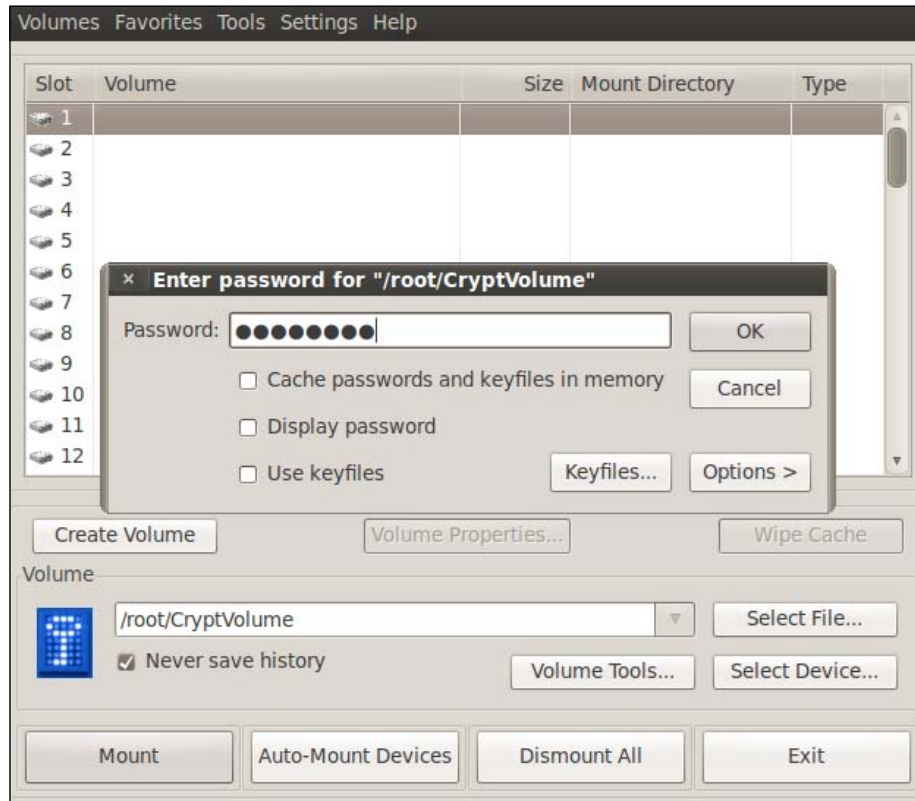 Volumes Favorites Tools Settings Help
Slot Volume Size Mount Directory Type
1
2
3
4
5
6
7
8
9
10
11
12
Enter password for "/root/CryptVolume"
Password: ●●●●●●●● OK
Cache passwords and keyfiles in memory Cancel
Display password
Use keyfiles Keyfiles... Options >
Create Volume Volume Properties... Wipe Cache
Volume
/root/CryptVolume Select File...
Never save history Volume Tools... Select Device...
Mount Auto-Mount Devices Dismount All Exit